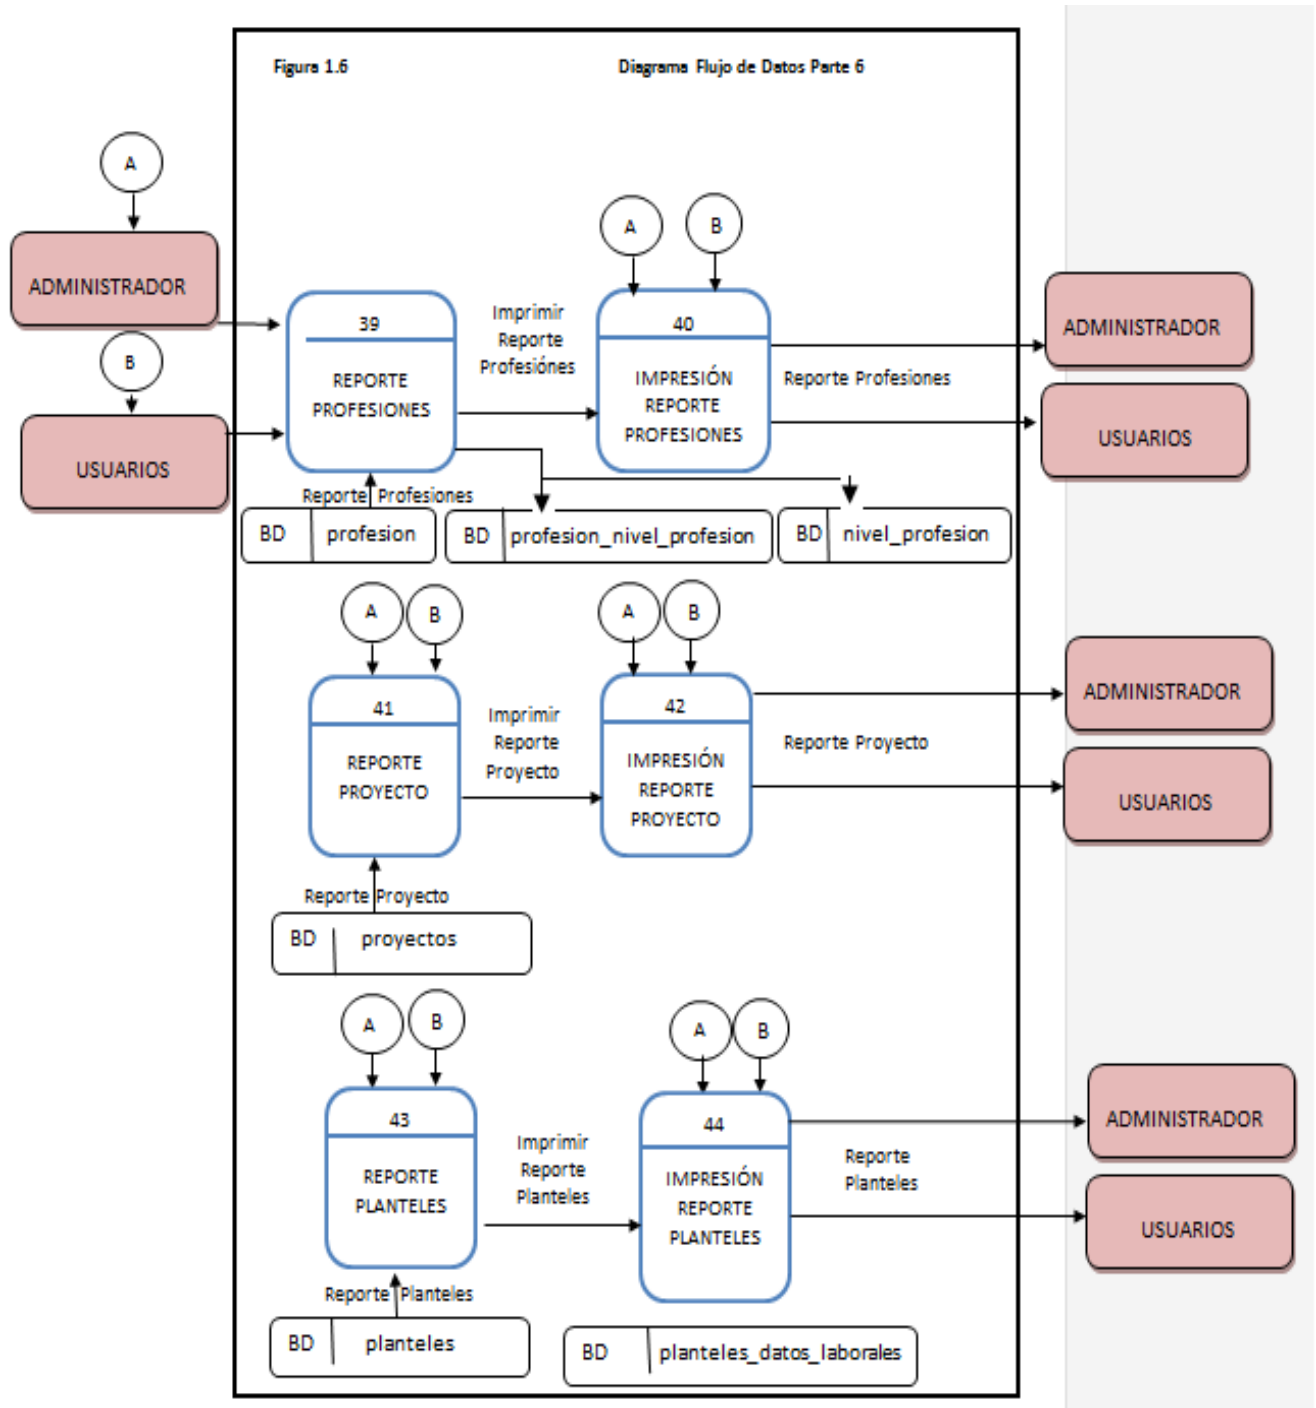 Figura 1.6
Diagrama Flujo de Datos Parte 6
A
ADMINISTRADOR
B
USUARIOS
39
REPORTE
PROFESIONES
Imprimir
Reporte
Profesiónes
A
B
40
IMPRESIÓN
REPORTE
PROFESIONES
Reporte Profesiones
ADMINISTRADOR
USUARIOS
Reporte Profesiones
BD
profesion
BD
profesion_nivel_profesion
BD
nivel_profesion
A
B
41
REPORTE
PROYECTO
Imprimir
Reporte
Proyecto
A
B
42
IMPRESIÓN
REPORTE
PROYECTO
Reporte Proyecto
ADMINISTRADOR
USUARIOS
Reporte Proyecto
BD
proyectos
A
B
43
REPORTE
PLANTELES
Imprimir
Reporte
Planteles
A
B
44
IMPRESIÓN
REPORTE
PLANTELES
Reporte
Planteles
ADMINISTRADOR
USUARIOS
Reporte Planteles
BD
planteles
BD
planteles_datos_laborales